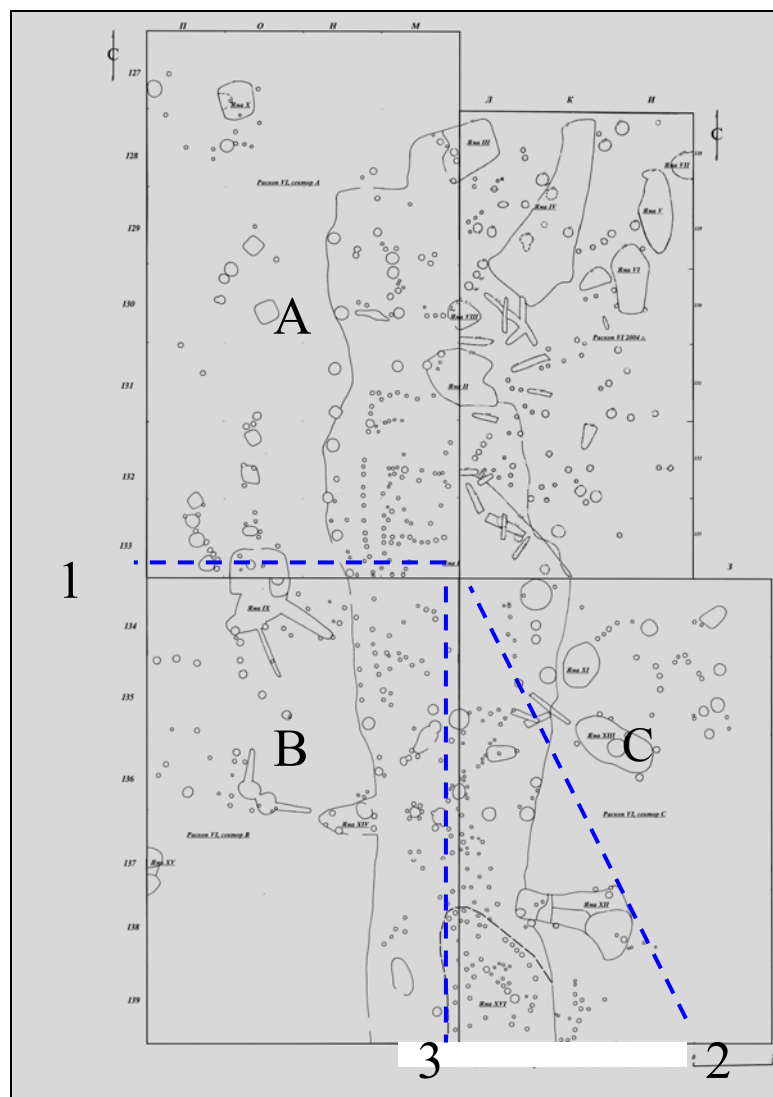 П О Н М
С
127
Л К И
С
Яма X
128
Яма III
Яма VII
Раскоп VI, сектор А
129
Яма IV
Яма V
Яма VI
130
A
Яма VIII
Раскоп VI 2004 г.
131
Яма II
132
133
1
З
134
Яма IX
135
Яма XI
B
Яма XIII
C
136
Яма XIV
Раскоп VI, сектор В
Раскоп VI, сектор С
137
Яма XV
Яма XII
138
139
Яма XVI
3
2